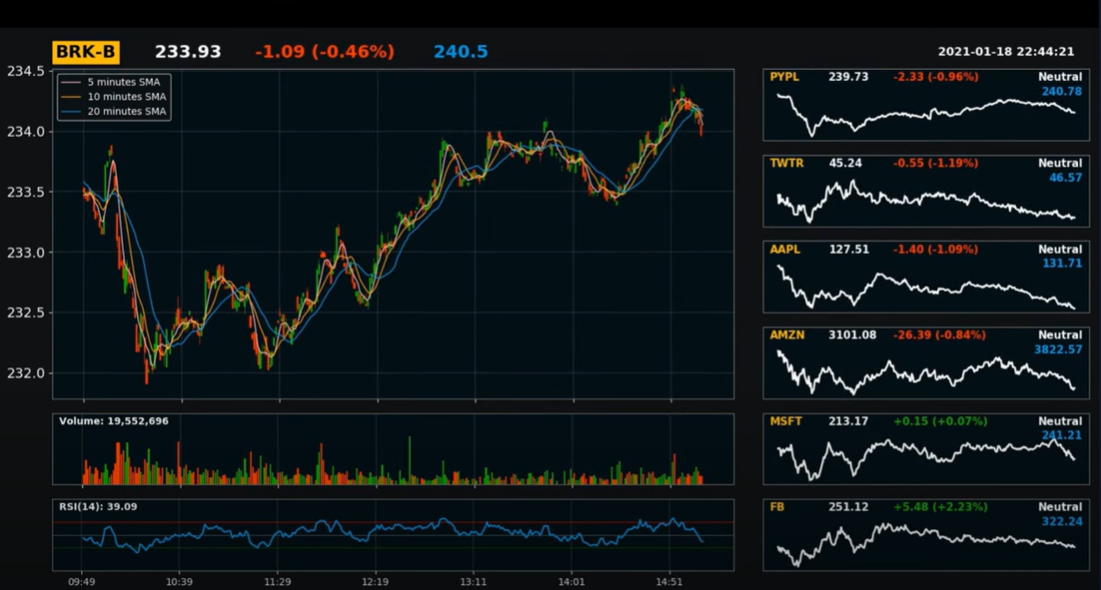 BRK-B 233.93 -1.09 (-0.46%) 240.5 2021-01-18 22:44:21
5 minutes SMA
10 minutes SMA
20 minutes SMA
234.5
234.0
233.5
233.0
232.5
232.0
Volume: 19,552,696
RSI(14): 39.09
09:49 10:39 11:29 12:19 13:11 14:01 14:51
PYPL 239.73 -2.33 (-0.96%) Neutral
240.78
TWTR 45.24 -0.55 (-1.19%) Neutral
46.57
AAPL 127.51 -1.40 (-1.09%) Neutral
131.71
AMZN 3101.08 -26.39 (-0.84%) Neutral
3822.57
MSFT 213.17 +0.15 (+0.07%) Neutral
241.21
FB 251.12 +5.48 (+2.23%) Neutral
322.24